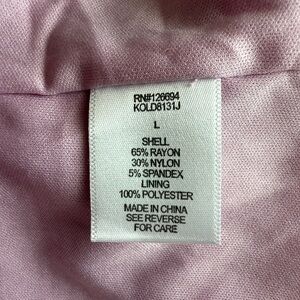 RN#120694
KOLD8131J
L
SHELL
65% RAYON
30% NYLON
5% SPANDEX
LINING
100% POLYESTER
MADE IN CHINA
SEE REVERSE
FOR CARE